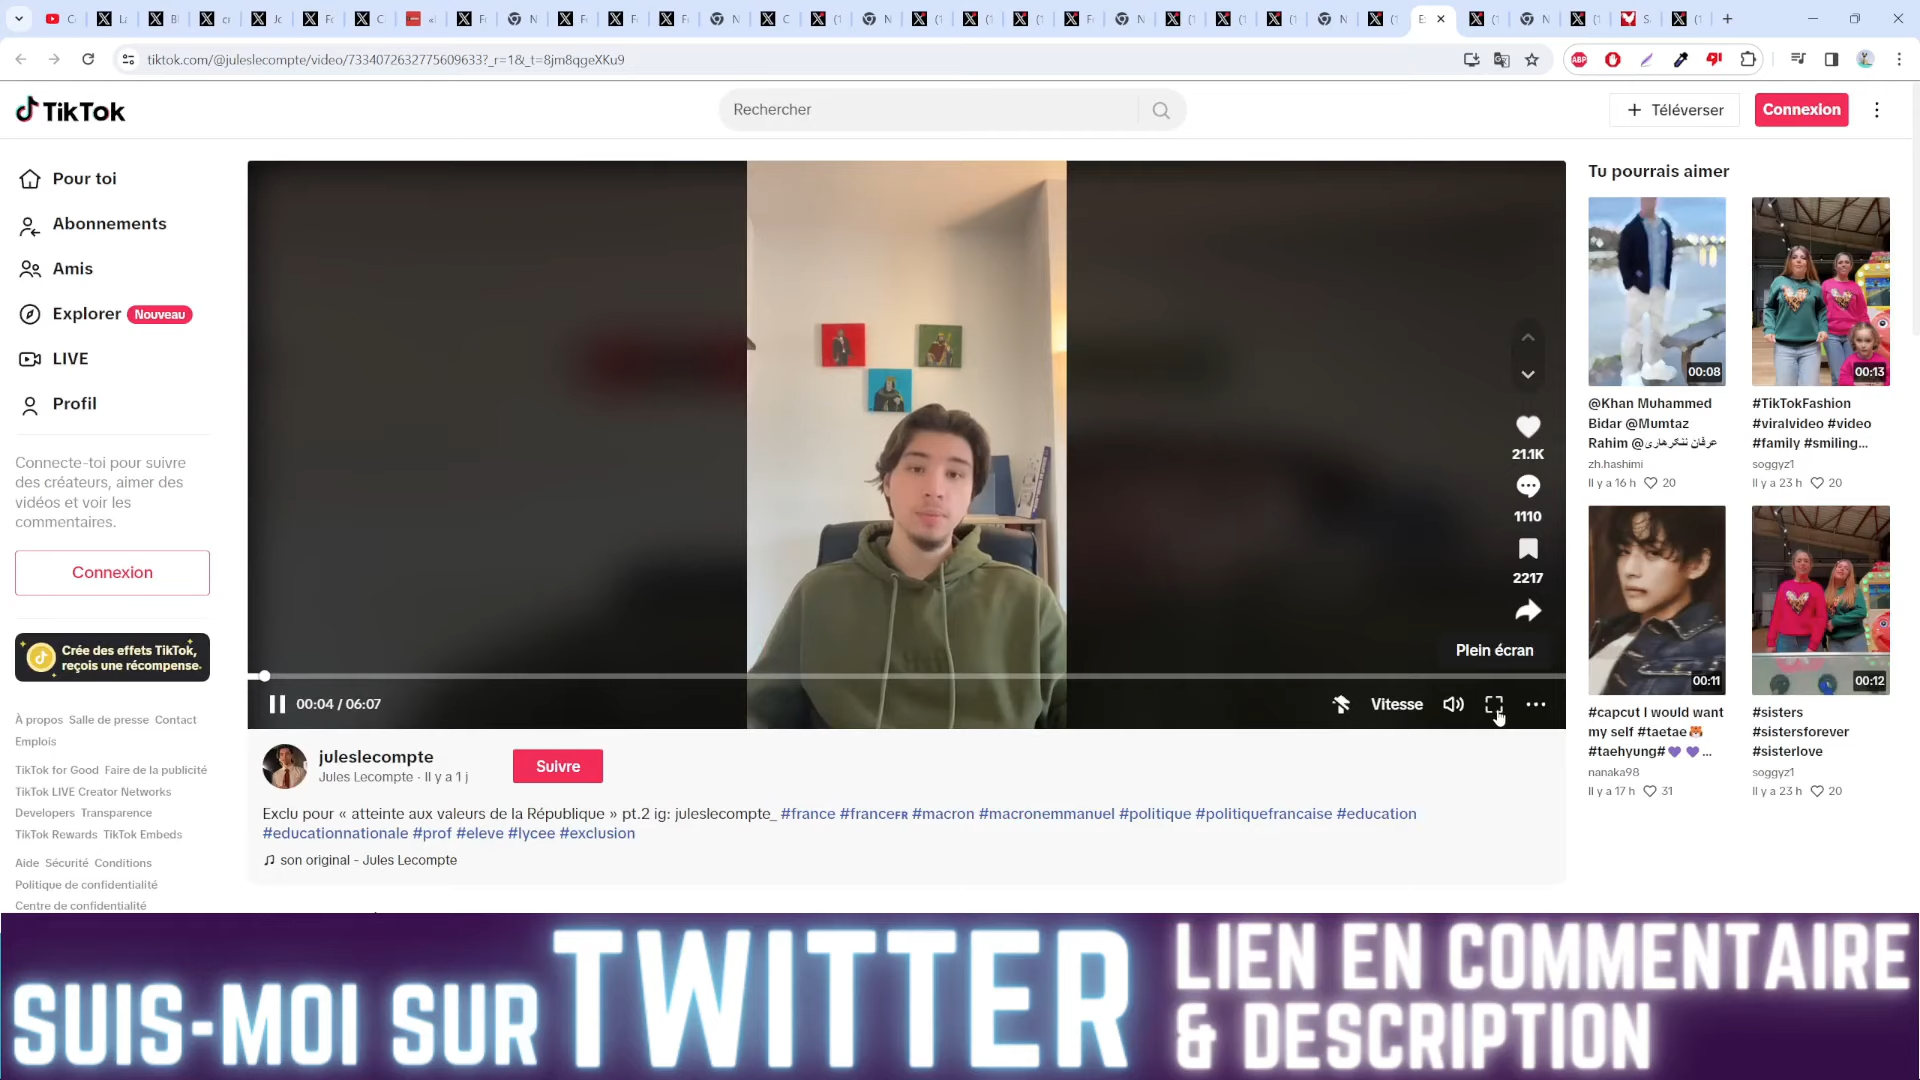 tiktok.com/@juleslecompte/video/7334072632775609633?_r=1&_t=8jm8qgeXKu9
ABP
TikTok
Rechercher
Téléverser
Connexion
Pour toi
Abonnements
Amis
Explorer Nouveau
LIVE
Profil
Connecte-toi pour suivre
des créateurs, aimer des
vidéos et voir les
commentaires.
Connexion
Crée des effets TikTok,
reçois une récompense.
À propos Salle de presse Contact
Emplois
TikTok for Good Faire de la publicité
TikTok LIVE Creator Networks
Developers Transparence
TikTok Rewards TikTok Embeds
Aide Sécurité Conditions
Politique de confidentialité
Centre de confidentialité
21.1K
1110
2217
Plein écran
00:04 / 06:07
Vitesse
juleslecompte
Jules Lecompte · Il y a 1 j
Suivre
Exclu pour « atteinte aux valeurs de la République » pt.2 ig: juleslecompte_ #france #franceFR #macron #macronemmanuel #politique #politiquefrancaise #education
#educationnationale #prof #eleve #lycee #exclusion
son original - Jules Lecompte
Tu pourrais aimer
00:08
@Khan Muhammed
Bidar @Mumtaz
Rahim @عرفان ننگرهاری
zh.hashimi
Il y a 16 h 20
00:13
#TikTokFashion
#viralvideo #video
#family #smiling...
soggyz1
Il y a 23 h 20
00:11
#capcut I would want
my self #taetae🐯
#taehyung#💜💜...
nanaka98
Il y a 17 h 31
00:12
#sisters
#sistersforever
#sisterlove
soggyz1
Il y a 23 h 20
SUIS-MOI SUR TWITTER
LIEN EN COMMENTAIRE
& DESCRIPTION